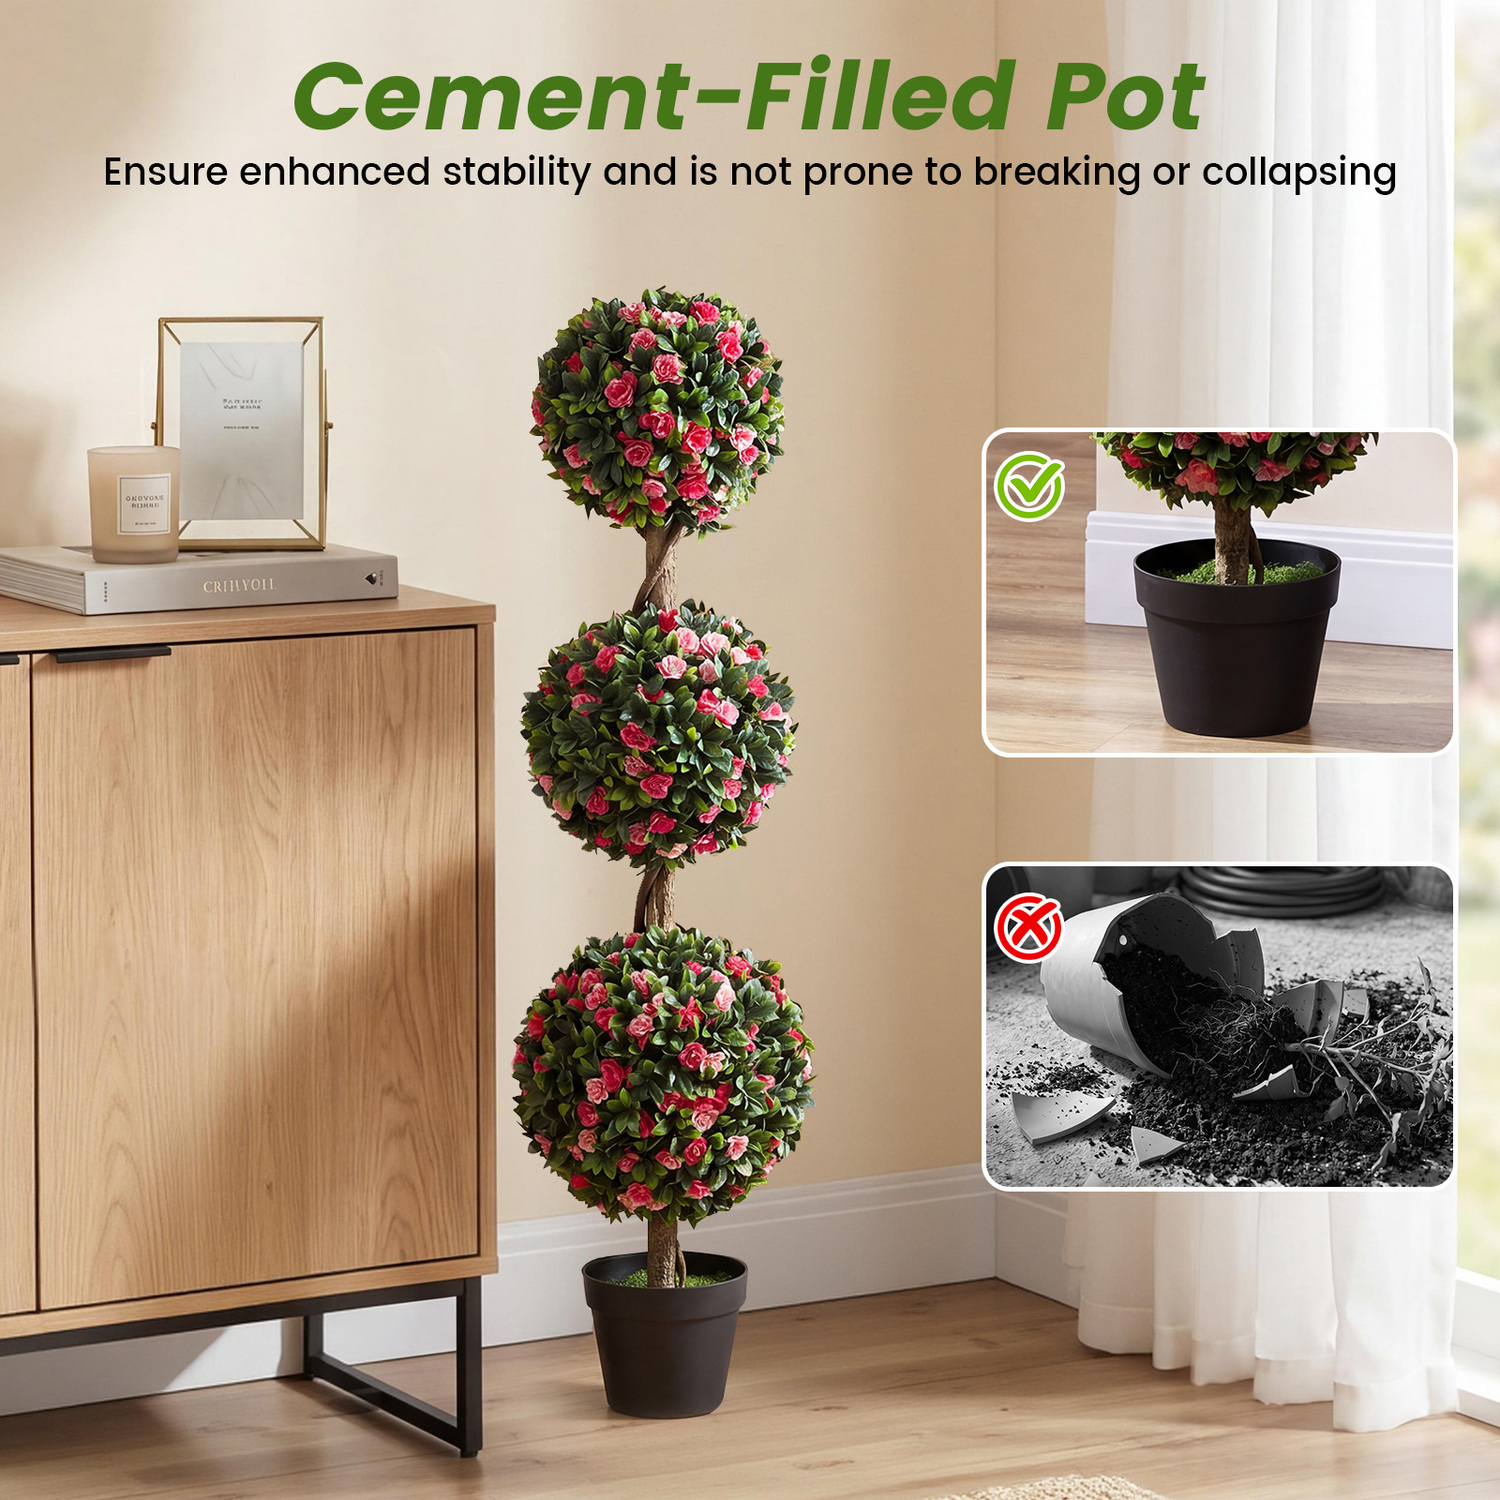 Cement-Filled Pot
Ensure enhanced stability and is not prone to breaking or collapsing